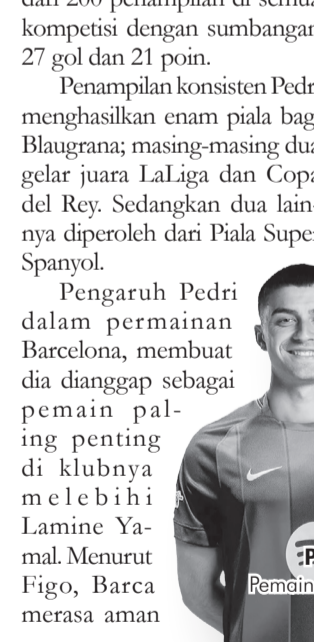 dari 200 penampilan di semua
kompetisi dengan sumbangan
27 gol dan 21 poin.
Penampilan konsisten Pedri
menghasilkan enam piala bagi
Blaugrana; masing-masing dua
gelar juara LaLiga dan Copa
del Rey. Sedangkan dua lain-
nya diperoleh dari Piala Super
Spanyol.
Pengaruh Pedri
dalam permainan
Barcelona, membuat
dia dianggap sebagai
pemain pal-
ing penting
di klubnya
melebihi
Lamine Ya-
mal. Menurut
Figo, Barca
merasa aman
Pemain